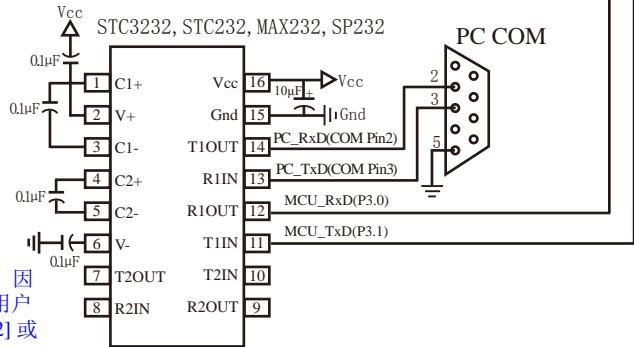 Vcc
STC3232, STC232, MAX232, SP232
PC COM
0.1µF
1 C1+ Vcc 16 Vcc
0.1µF
10µF +
2 V+ Gnd 15 Gnd
3 C1- T1OUT 14 PC_RxD(COM Pin2)
4 C2+ R1IN 13 PC_TxD(COM Pin3)
0.1µF
5 C2- R1OUT 12 MCU_RxD(P3.0)
6 V- T1IN 11 MCU_TxD(P3.1)
0.1µF
7 T2OUT T2IN 10
8 R2IN R2OUT 9
2
3
5
因
用户
2] 或